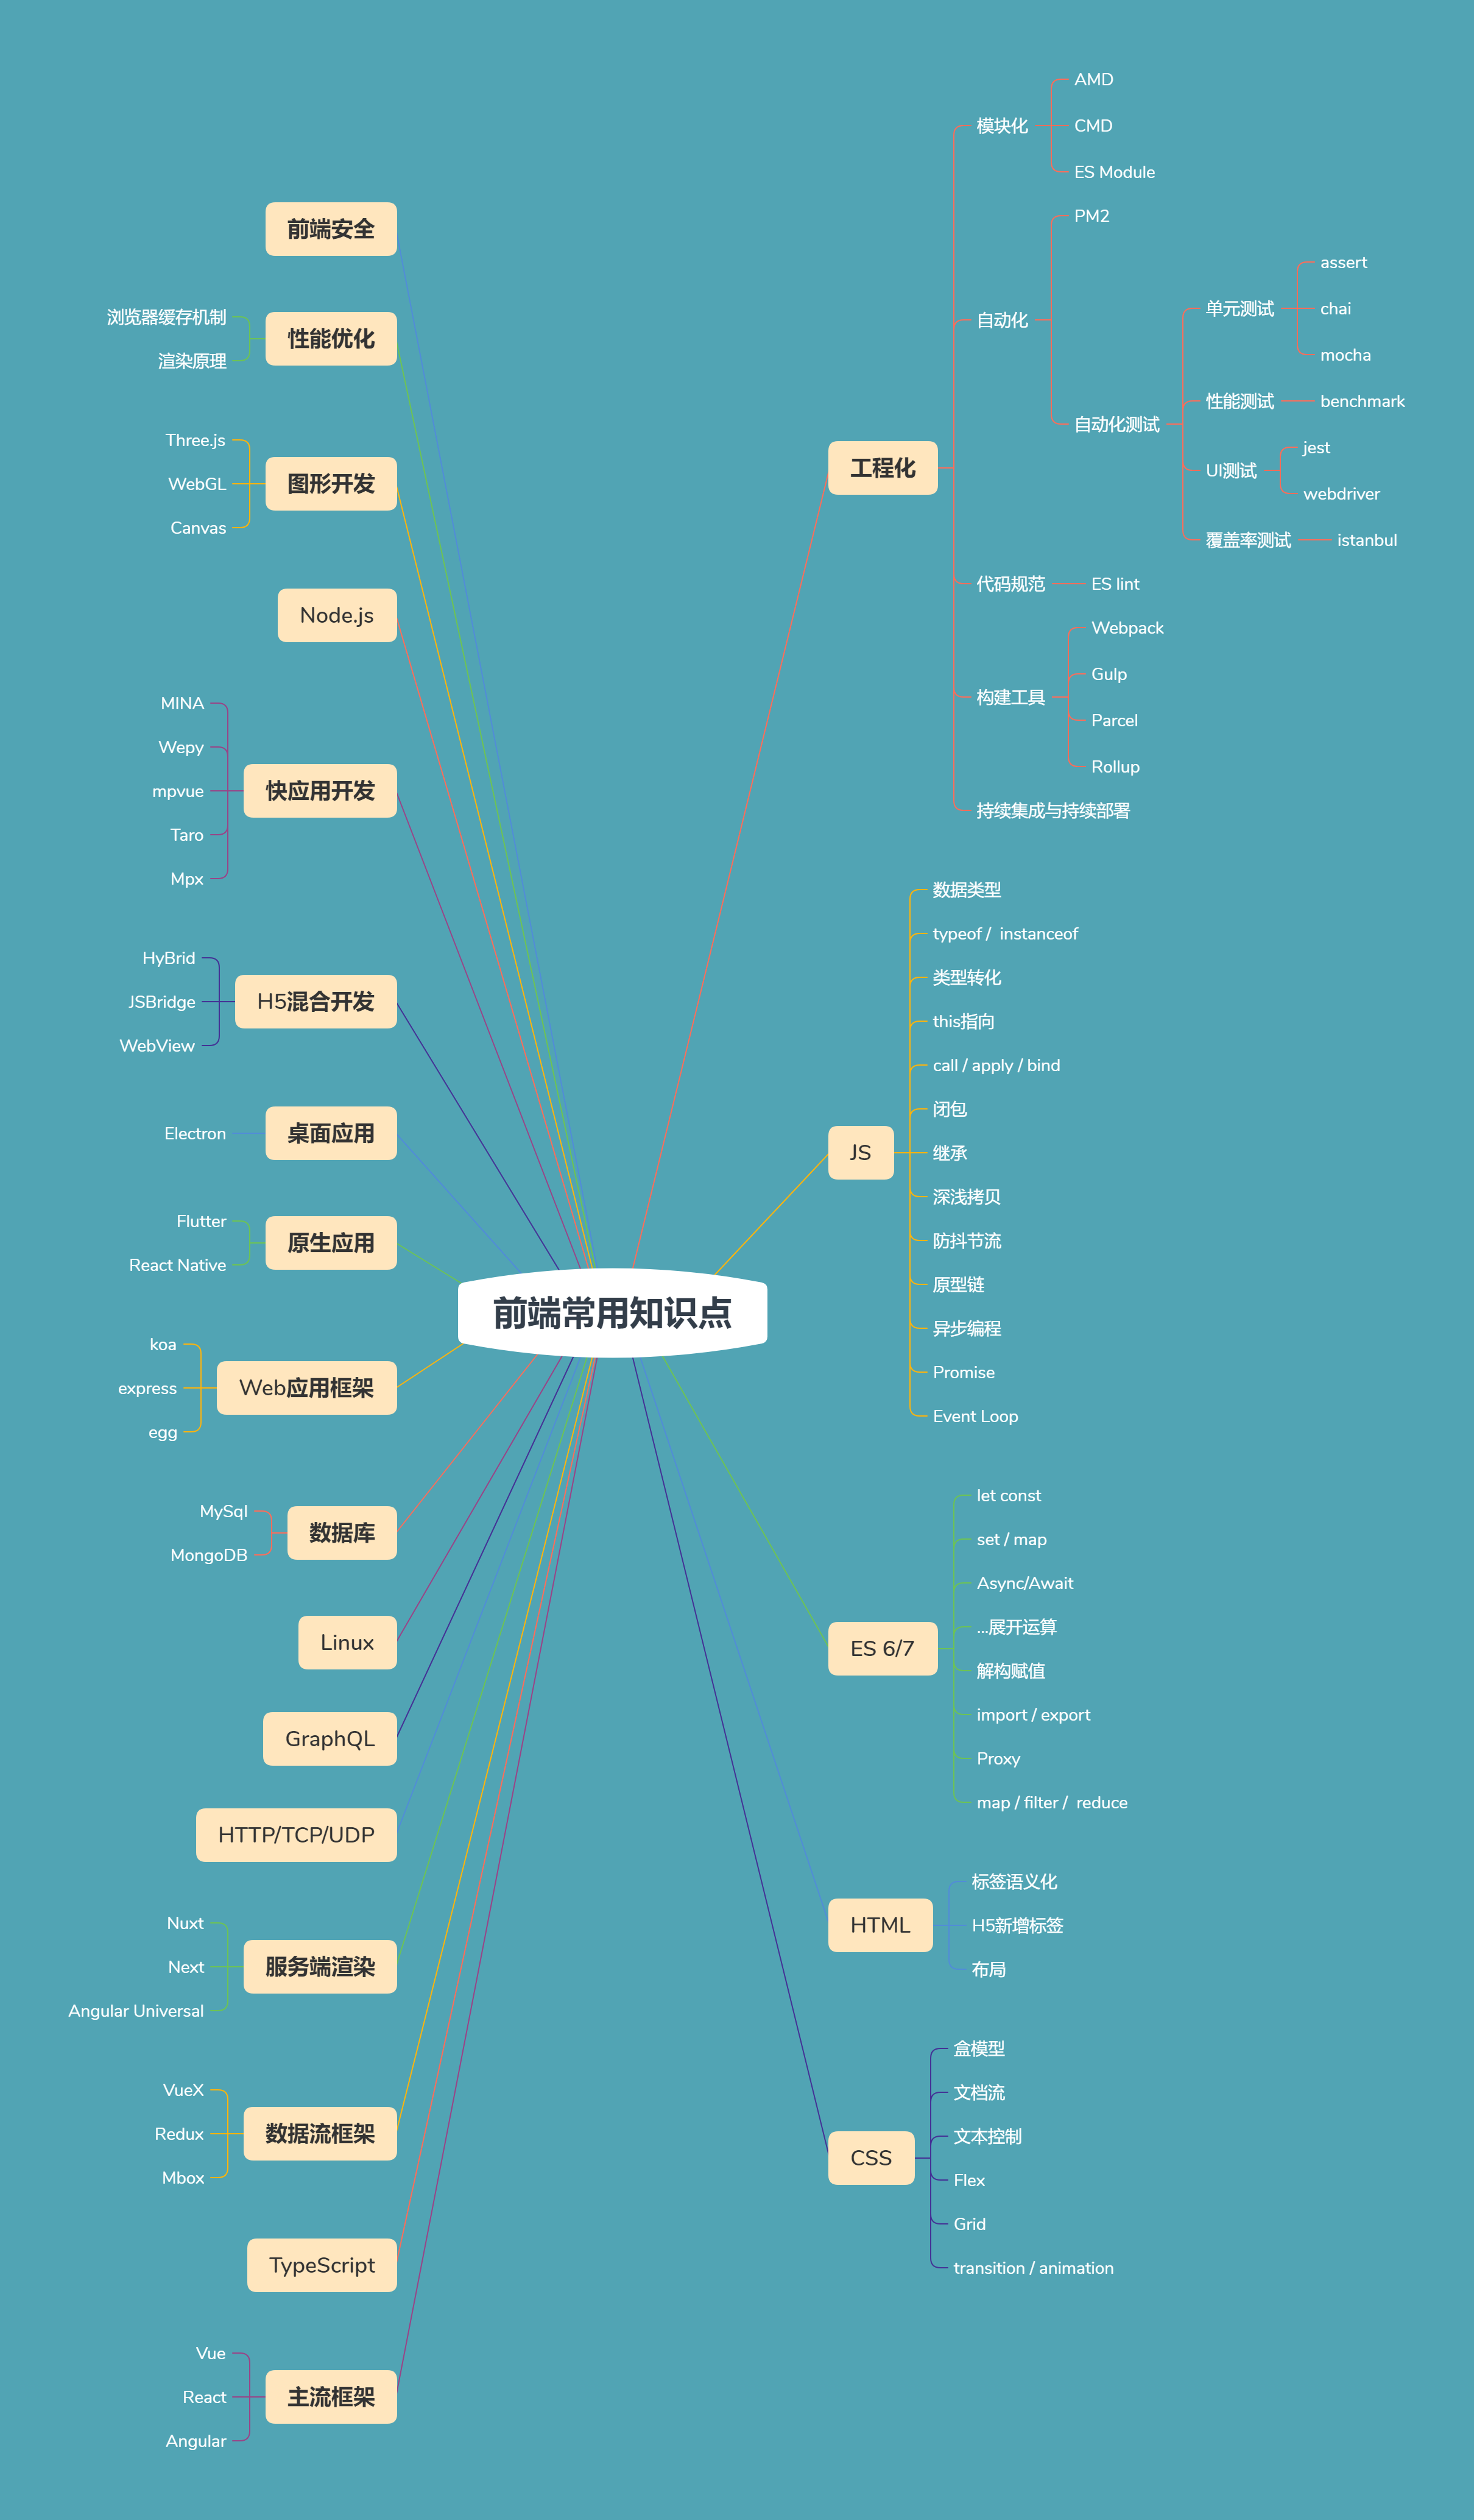 前端常用知识点
工程化
模块化
AMD
CMD
ES Module
自动化
PM2
自动化测试
单元测试
assert
chai
mocha
性能测试
benchmark
UI测试
jest
webdriver
覆盖率测试
istanbul
代码规范
ES lint
构建工具
Webpack
Gulp
Parcel
Rollup
持续集成与持续部署
JS
数据类型
typeof /  instanceof
类型转化
this指向
call / apply / bind
闭包
继承
深浅拷贝
防抖节流
原型链
异步编程
Promise
Event Loop
ES 6/7
let const
set / map
Async/Await
...展开运算
解构赋值
import / export
Proxy
map / filter /  reduce
HTML
标签语义化
H5新增标签
布局
CSS
盒模型
文档流
文本控制
Flex
Grid
transition / animation
前端安全
性能优化
浏览器缓存机制
渲染原理
图形开发
Three.js
WebGL
Canvas
Node.js
快应用开发
MINA
Wepy
mpvue
Taro
Mpx
H5混合开发
HyBrid
JSBridge
WebView
桌面应用
Electron
原生应用
Flutter
React Native
Web应用框架
koa
express
egg
数据库
MySql
MongoDB
Linux
GraphQL
HTTP/TCP/UDP
服务端渲染
Nuxt
Next
Angular Universal
数据流框架
VueX
Redux
Mbox
TypeScript
主流框架
Vue
React
Angular